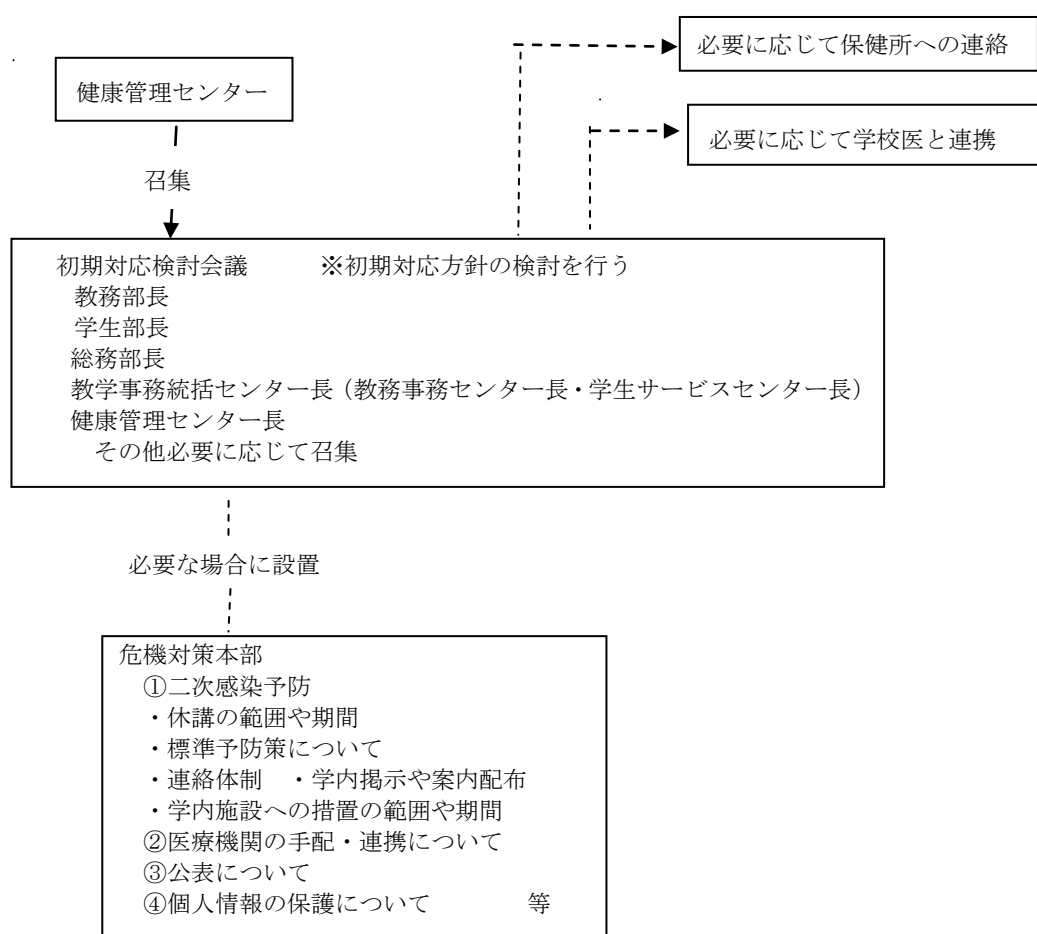 必要に応じて保健所への連絡
健康管理センター
必要に応じて学校医と連携
召集
初期対応検討会議 ※初期対応方針の検討を行う
教務部長
学生部長
総務部長
教学事務統括センター長（教務事務センター長・学生サービスセンター長）
健康管理センター長
その他必要に応じて召集
必要な場合に設置
危機対策本部
①二次感染予防
・休講の範囲や期間
・標準予防策について
・連絡体制 ・学内掲示や案内配布
・学内施設への措置の範囲や期間
②医療機関の手配・連携について
③公表について
④個人情報の保護について 等